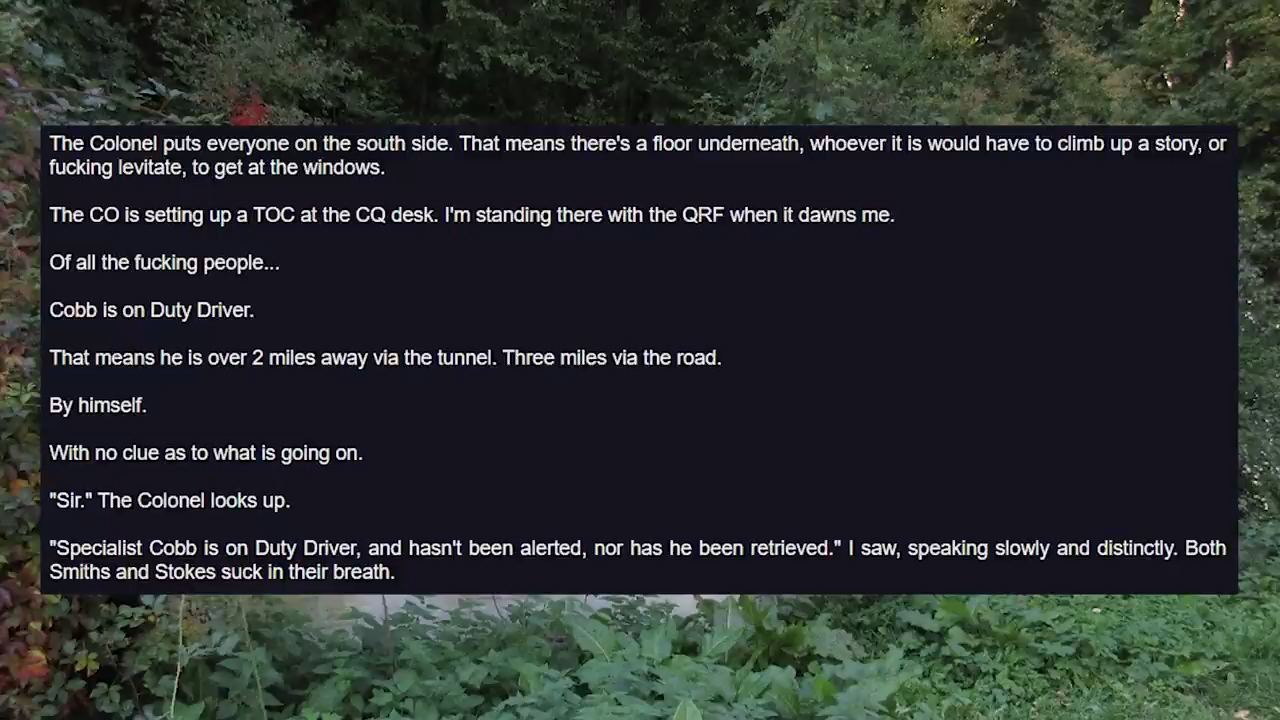 The Colonel puts everyone on the south side. That means there's a floor underneath, whoever it is would have to climb up a story, or
fucking levitate, to get at the windows.
The CO is setting up a TOC at the CQ desk. I'm standing there with the QRF when it dawns me.
Of all the fucking people...
Cobb is on Duty Driver.
That means he is over 2 miles away via the tunnel. Three miles via the road.
By himself.
With no clue as to what is going on.
"Sir." The Colonel looks up.
"Specialist Cobb is on Duty Driver, and hasn't been alerted, nor has he been retrieved." I saw, speaking slowly and distinctly. Both
Smiths and Stokes suck in their breath.